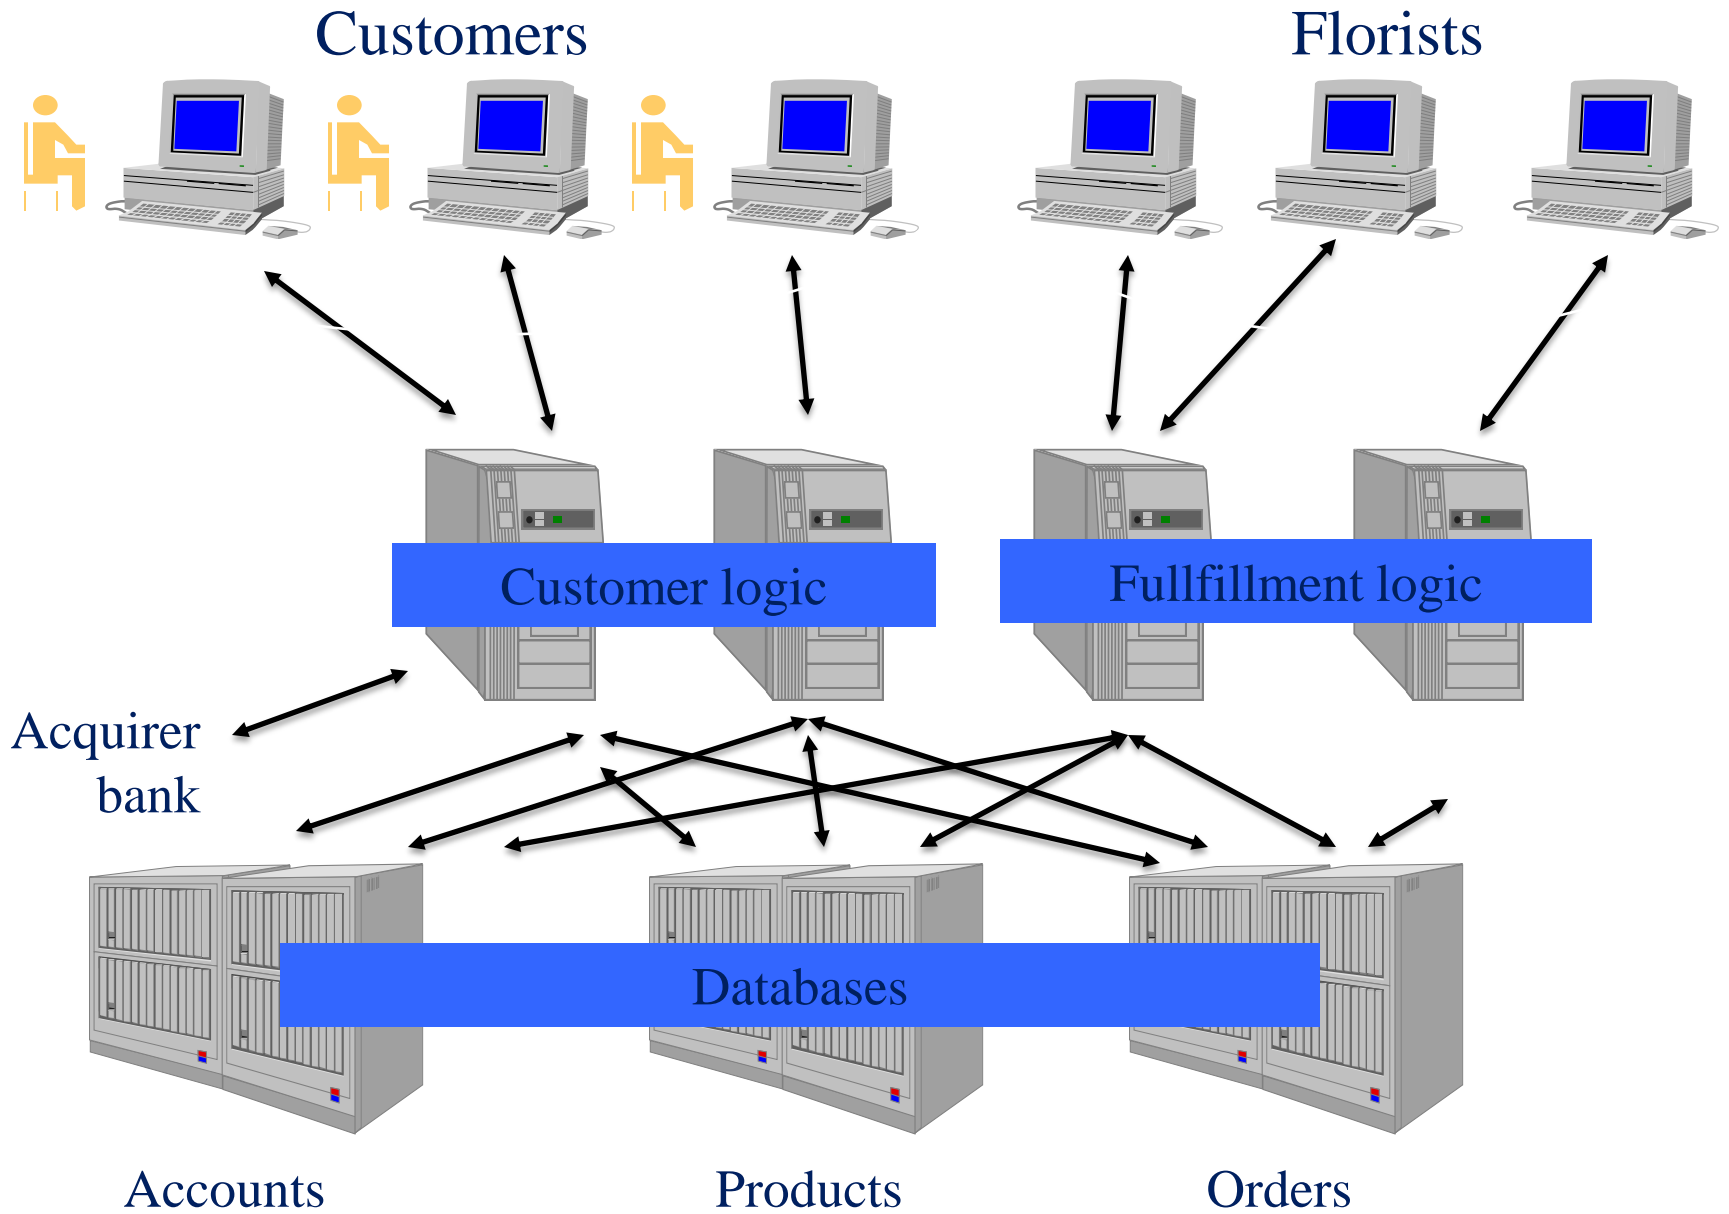 Customers
Florists
Customer logic
Fullfillment logic
Acquirer
bank
Databases
Accounts
Products
Orders